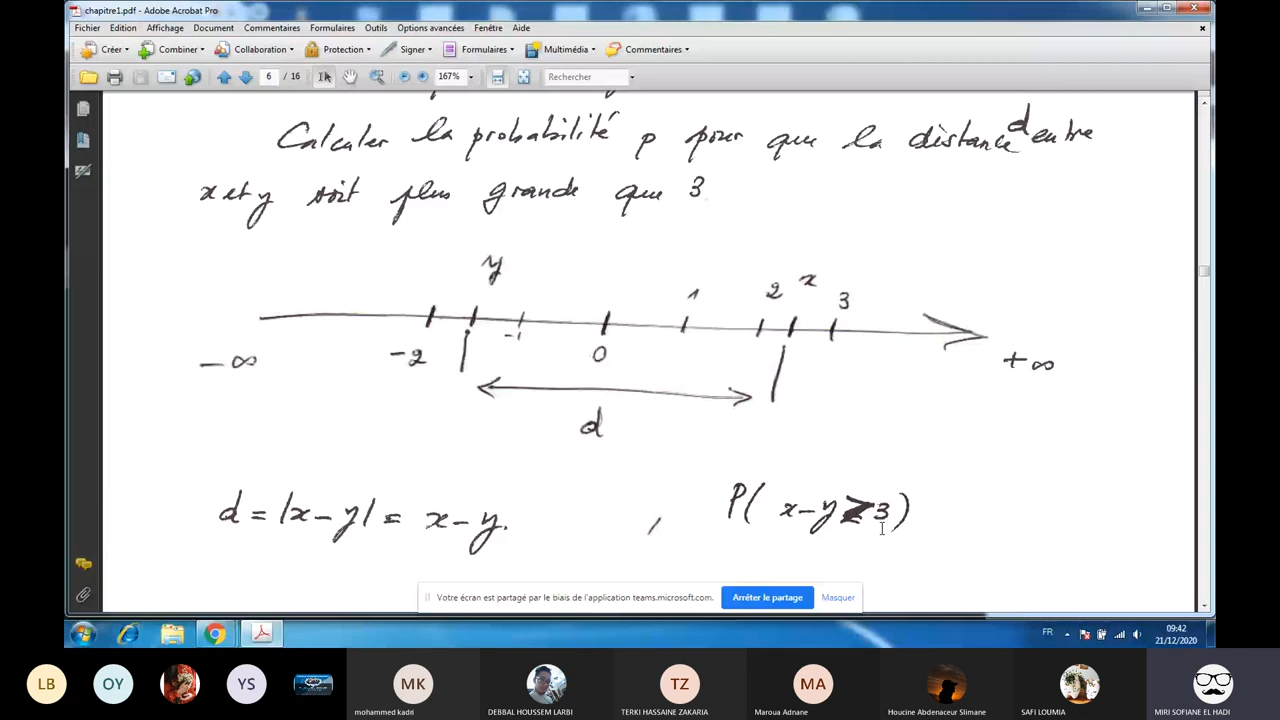 chapitre1.pdf - Adobe Acrobat Pro
Fichier Edition Affichage Document Commentaires Formulaires Outils Options avancées Fenêtre Aide
Créer Combiner Collaboration Protection Signer Formulaires Multimédia Commentaires
6 / 16 167% Rechercher
Calculer la probabilité p pour que la distance d entre
x et y soit plus grande que 3.
y 1 2 x 3
-∞ -2 -1 0 +∞
d
d = |x-y| = x-y. , P( x-y ≥ 3)
Votre écran est partagé par le biais de l'application teams.microsoft.com. Arrêter le partage Masquer
FR 09:42
21/12/2020
LB OY YS MK TZ MA
mohammed kadri DEBBAL HOUSSEM LARBI TERKI HASSAINE ZAKARIA Maroua Adnane Houcine Abdenaceur Slimane SAFI LOUMIA MIRI SOFIANE EL HADI